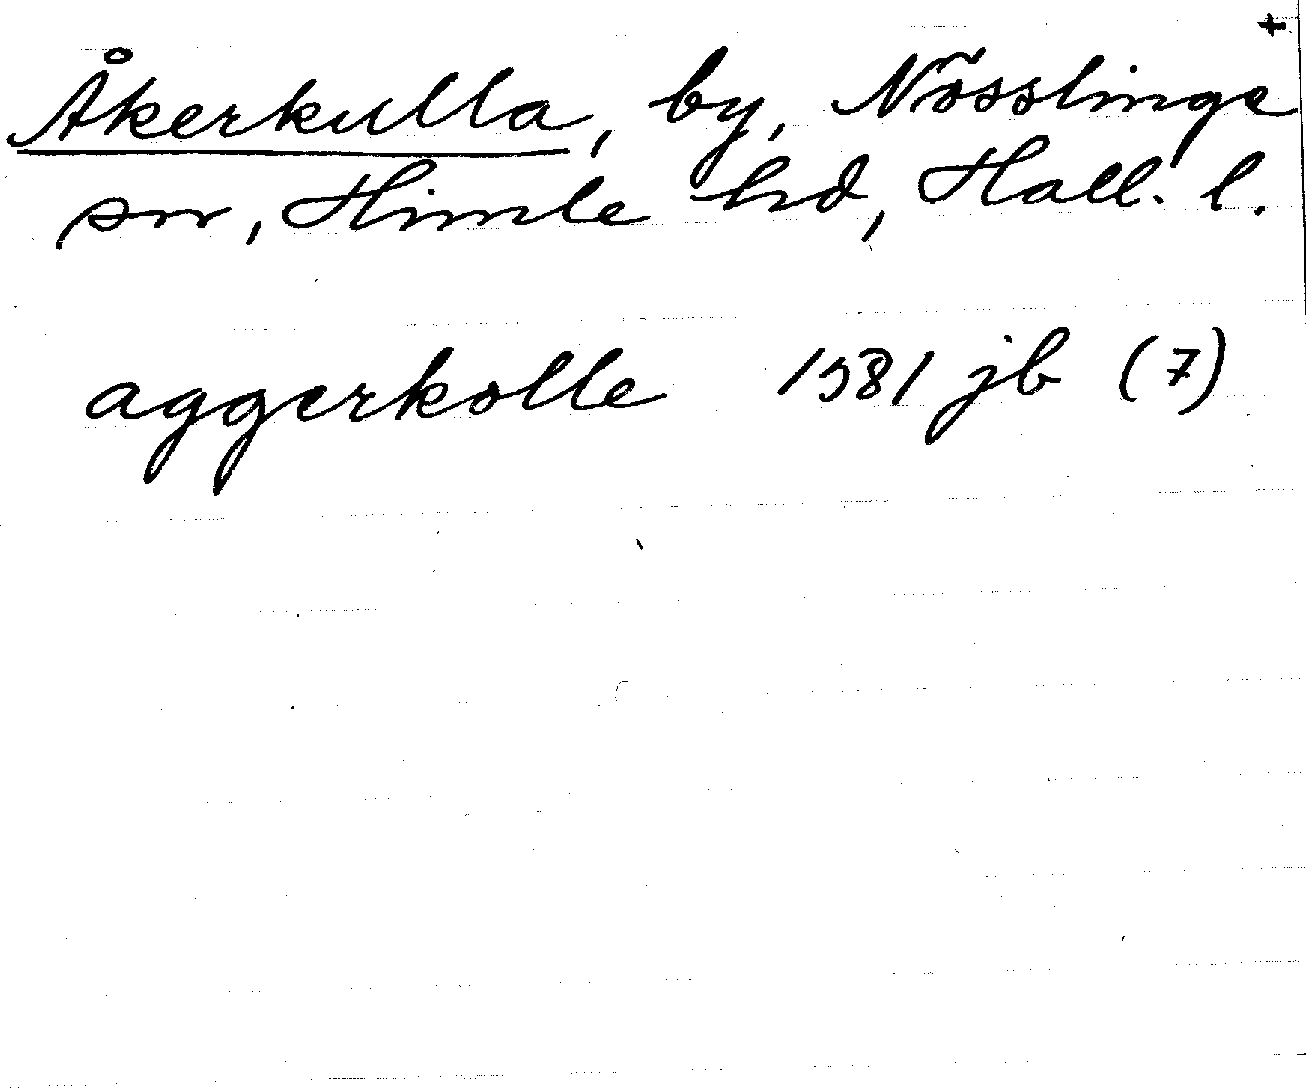 Åkerkulla, by, Nösslinge
sn, Himle hd, Hall. l.
aggerkolle 1581 jb (7)